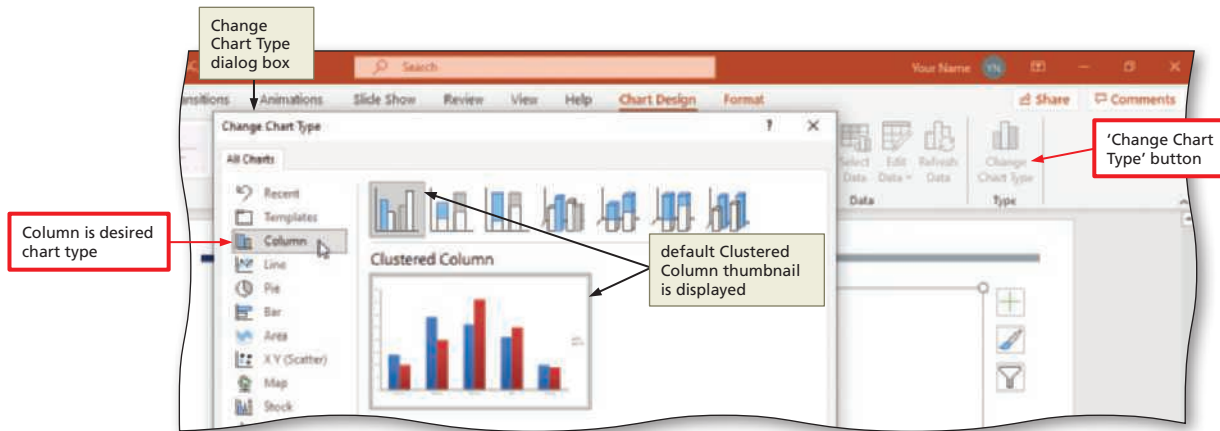 Change
Chart Type
dialog box
Search
Your Name
YN
Animations
Slide Show
Review
View
Help
Chart Design
Format
Share
Comments
Change Chart Type
?
All Charts
Recent
Templates
Column
Line
Pie
Bar
Area
X Y (Scatter)
Map
Stock
Clustered Column
Select
Data
Edit
Data
Refresh
Data
Data
Change
Chart Type
Type
'Change Chart
Type' button
Column is desired
chart type
default Clustered
Column thumbnail
is displayed